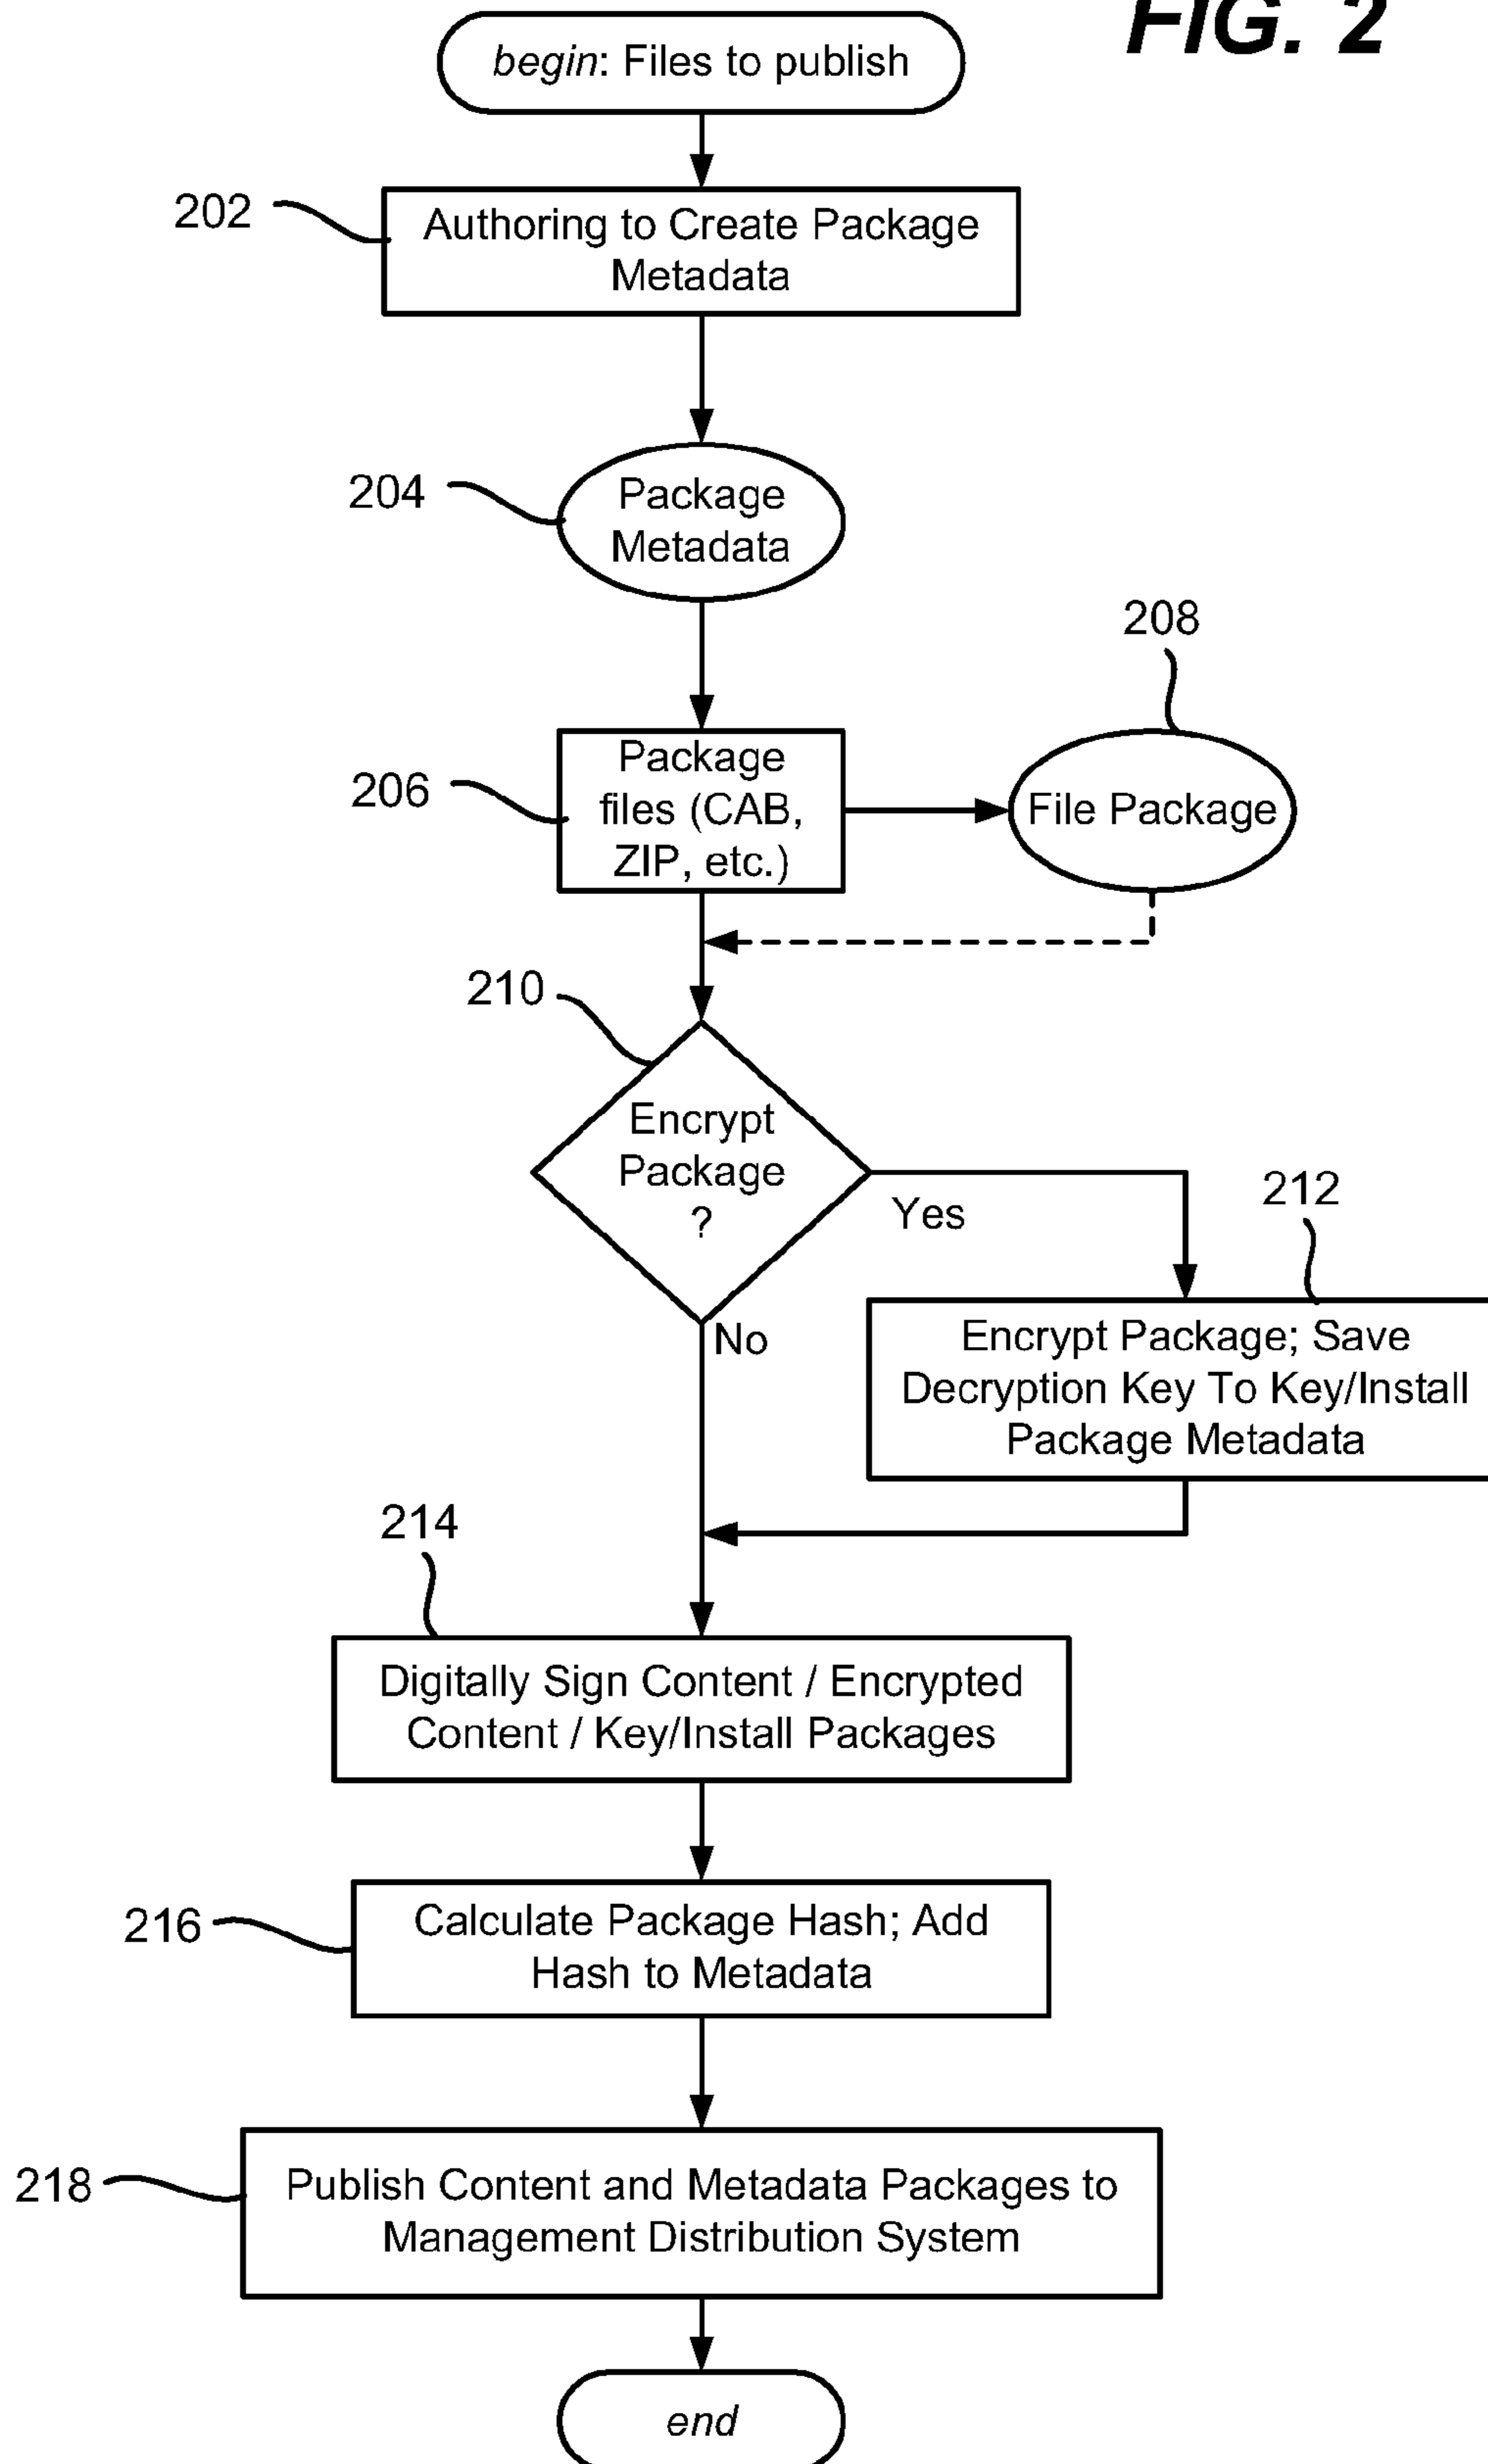 FIG. 2
begin: Files to publish
202
Authoring to Create Package
Metadata
204
Package
Metadata
208
206
Package
files (CAB,
ZIP, etc.)
File Package
210
Encrypt
Package
?
Yes
212
No
Encrypt Package; Save
Decryption Key To Key/Install
Package Metadata
214
Digitally Sign Content / Encrypted
Content / Key/Install Packages
216
Calculate Package Hash; Add
Hash to Metadata
218
Publish Content and Metadata Packages to
Management Distribution System
end